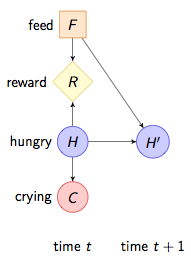 feed F
reward R
hungry H H′
crying C
time t time t + 1